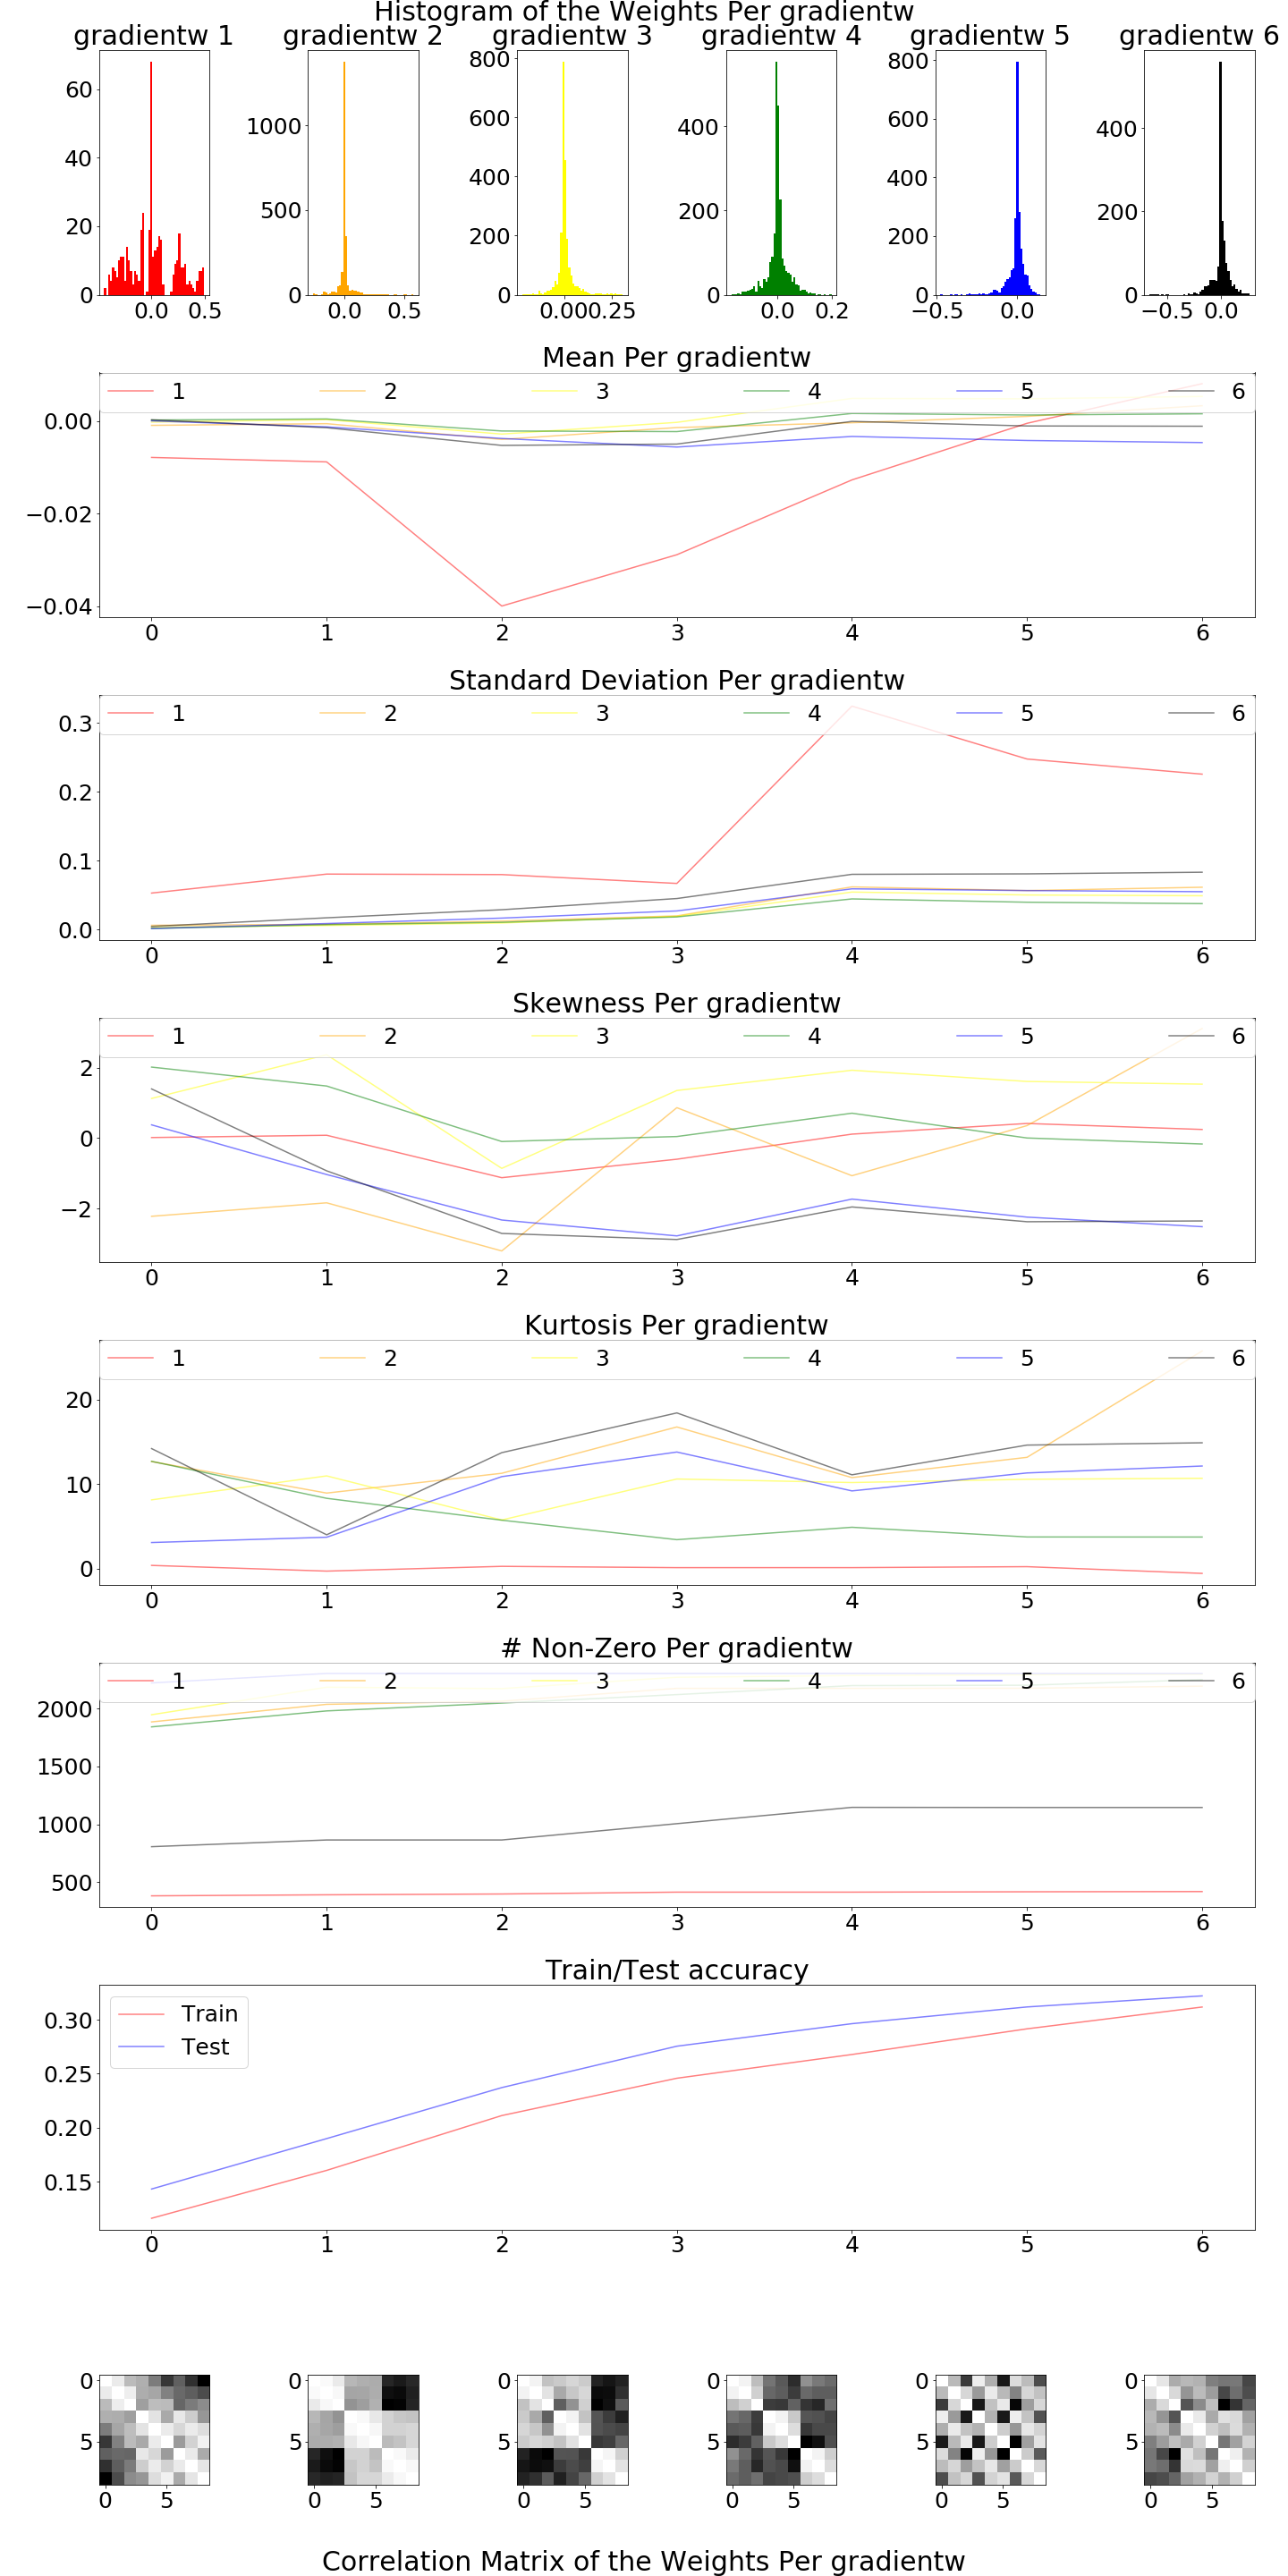 Histogram of the Weights Per gradientw
gradientw 1 gradientw 2 gradientw 3 gradientw 4 gradientw 5 gradientw 6
60 40 20 0 0.0 0.5
1000 500 0 0.0 0.5
800 600 400 200 0 0.00 0.25
400 200 0 0.0 0.2
800 600 400 200 0 −0.5 0.0
400 200 0 −0.5 0.0
Mean Per gradientw
1 2 3 4 5 6
0.00
−0.02
−0.04
0 1 2 3 4 5 6
Standard Deviation Per gradientw
1 2 3 4 5 6
0.3
0.2
0.1
0.0
0 1 2 3 4 5 6
Skewness Per gradientw
1 2 3 4 5 6
2
0
−2
0 1 2 3 4 5 6
Kurtosis Per gradientw
1 2 3 4 5 6
20
10
0
0 1 2 3 4 5 6
# Non-Zero Per gradientw
1 2 3 4 5 6
2000
1500
1000
500
0 1 2 3 4 5 6
Train/Test accuracy
Train
Test
0.30
0.25
0.20
0.15
0 1 2 3 4 5 6
0 0 0 0 0 0
5 5 5 5 5 5
0 5 0 5 0 5 0 5 0 5 0 5
Correlation Matrix of the Weights Per gradientw